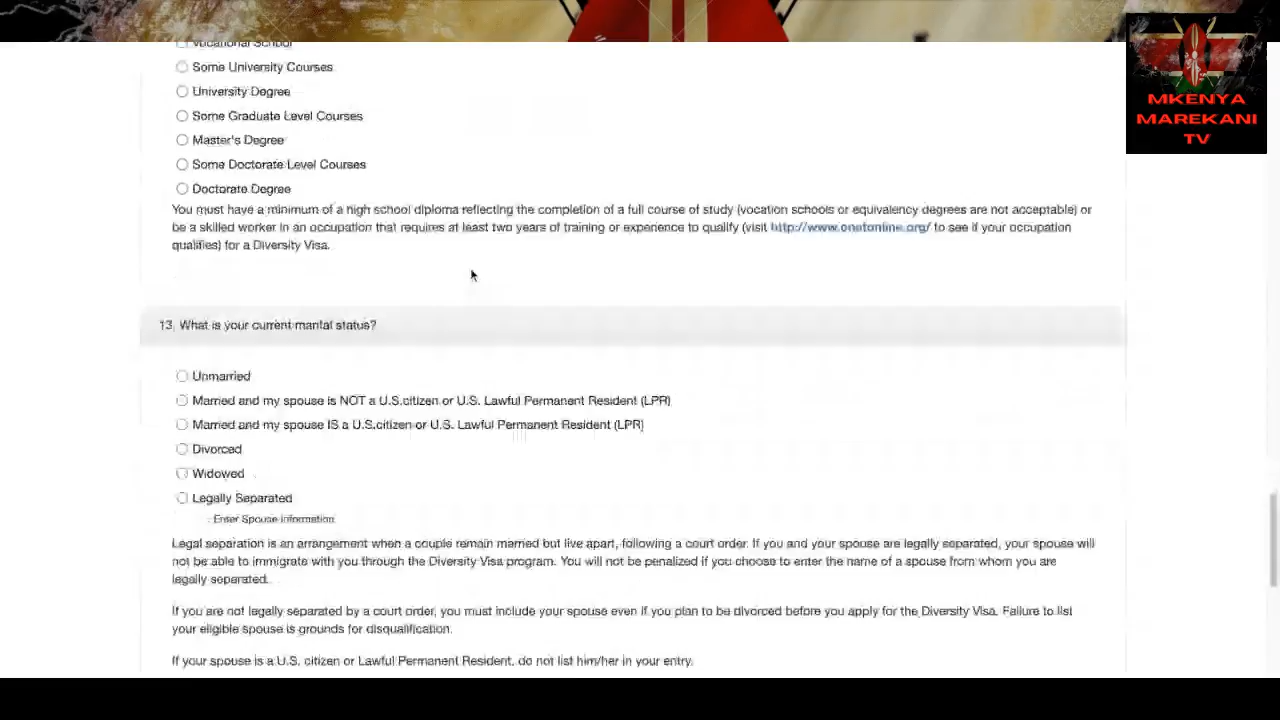 Vocational School
Some University Courses
University Degree
Some Graduate Level Courses
Master's Degree
Some Doctorate Level Courses
Doctorate Degree
You must have a minimum of a high school diploma reflecting the completion of a full course of study (vocation schools or equivalency degrees are not acceptable) or
be a skilled worker in an occupation that requires at least two years of training or experience to qualify (visit http://www.onetonline.org/ to see if your occupation
qualifies) for a Diversity Visa.
13. What is your current marital status?
Unmarried
Married and my spouse is NOT a U.S.citizen or U.S. Lawful Permanent Resident (LPR)
Married and my spouse IS a U.S.citizen or U.S. Lawful Permanent Resident (LPR)
Divorced
Widowed
Legally Separated
Enter Spouse Information
Legal separation is an arrangement when a couple remain married but live apart, following a court order. If you and your spouse are legally separated, your spouse will
not be able to immigrate with you through the Diversity Visa program. You will not be penalized if you choose to enter the name of a spouse from whom you are
legally separated.
If you are not legally separated by a court order, you must include your spouse even if you plan to be divorced before you apply for the Diversity Visa. Failure to list
your eligible spouse is grounds for disqualification.
If your spouse is a U.S. citizen or Lawful Permanent Resident, do not list him/her in your entry.
MKENYA
MAREKANI
TV